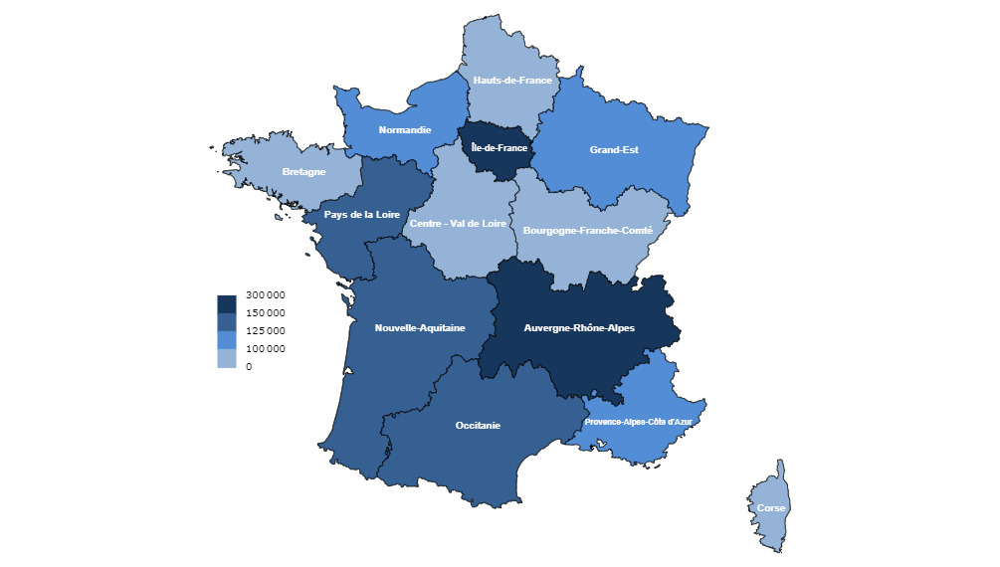 Hauts-de-France
Normandie
Île-de-France
Grand-Est
Bretagne
Pays de la Loire
Centre - Val de Loire
Bourgogne-Franche-Comté
300 000
150 000
125 000
100 000
0
Nouvelle-Aquitaine
Auvergne-Rhône-Alpes
Occitanie
Provence-Alpes-Côte d'Azur
Corse